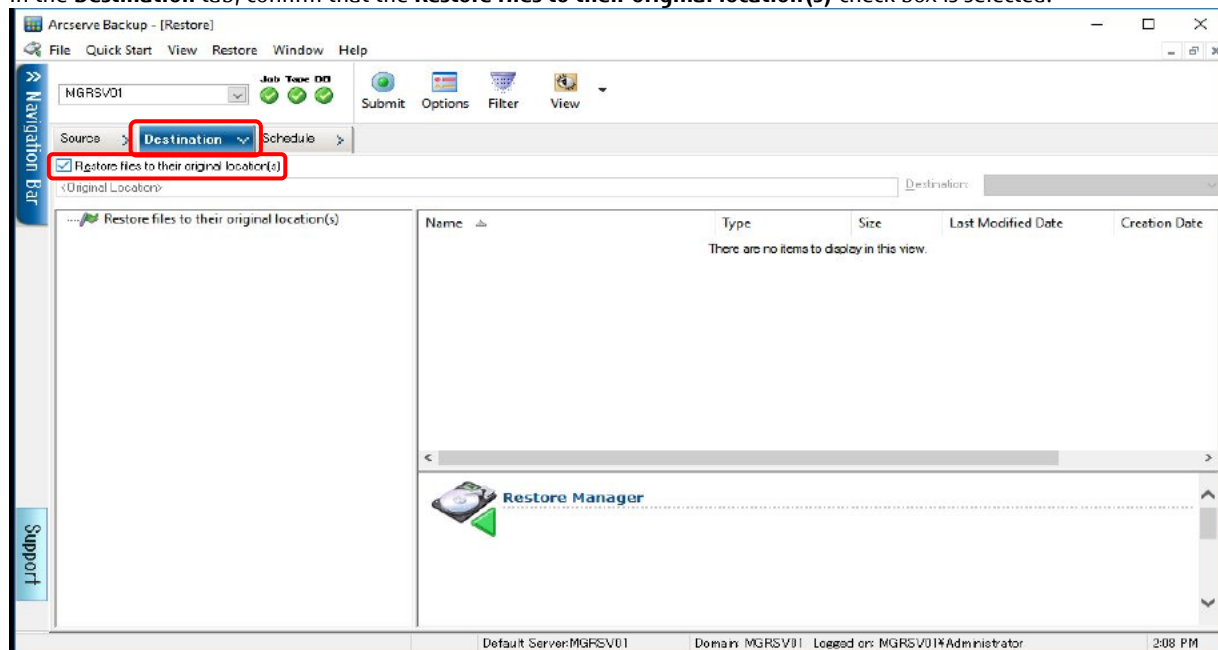 In the Destination tab, confirm that the Restore files to their original location(s) check box is selected.
Arcserve Backup - [Restore]
File Quick Start View Restore Window Help
» Navigation Bar
MGRSV01
Job Tape DB
Submit Options Filter View
Source > Destination Schedule >
Restore files to their original location(s)
<Original Location>
Destination:
Restore files to their original location(s)
Name Type Size Last Modified Date Creation Date
There are no items to display in this view.
Restore Manager
Support
Default Server:MGRSV01 Domain: MGRSV01 Logged on: MGRSV01¥Administrator 2:08 PM